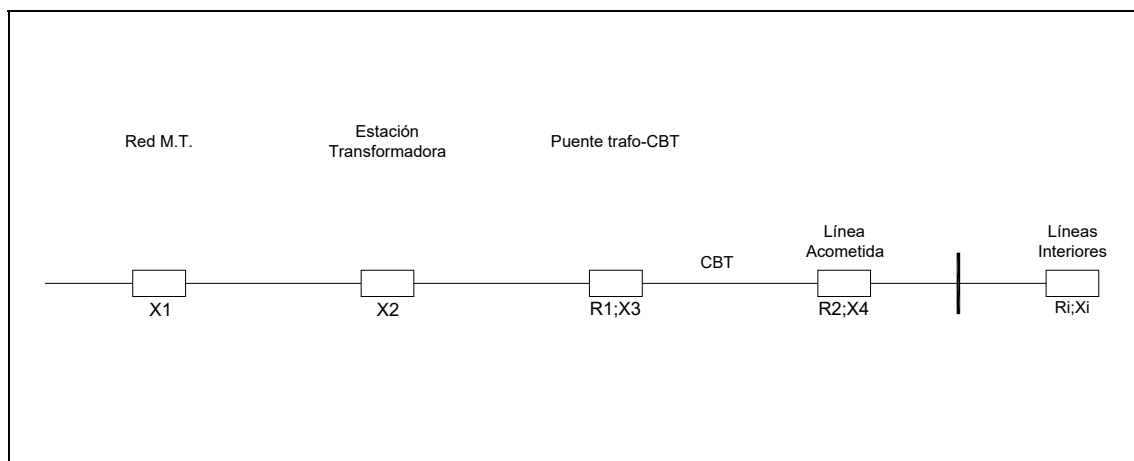 Red M.T.
Estación
Transformadora
Puente trafo-CBT
CBT
Línea
Acometida
Líneas
Interiores
X1
X2
R1;X3
R2;X4
Ri;Xi